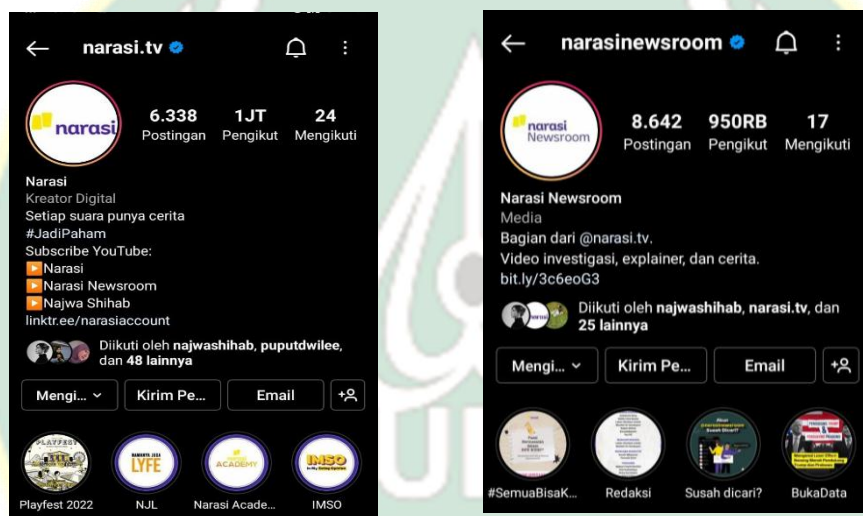 narasi.tv
narasi
6.338 1JT 24
Postingan Pengikut Mengikuti
Narasi
Kreator Digital
Setiap suara punya cerita
#JadiPaham
Subscribe YouTube:
Narasi
Narasi Newsroom
Najwa Shihab
linktr.ee/narasiaccount
Diikuti oleh najwashihab, puputdwilee,
dan 48 lainnya
Mengi... Kirim Pe... Email
PLAYFEST
LYFE
ACADEMY
IMSO
Playfest 2022 NJL Narasi Acade... IMSO
narasinewsroom
narasi
Newsroom
8.642 950RB 17
Postingan Pengikut Mengikuti
Narasi Newsroom
Media
Bagian dari @narasi.tv.
Video investigasi, explainer, dan cerita.
bit.ly/3c6eoG3
Diikuti oleh najwashihab, narasi.tv, dan
25 lainnya
Mengi... Kirim Pe... Email
Susah Dicari?
#SemuaBisaK... Redaksi Susah dicari? BukaData